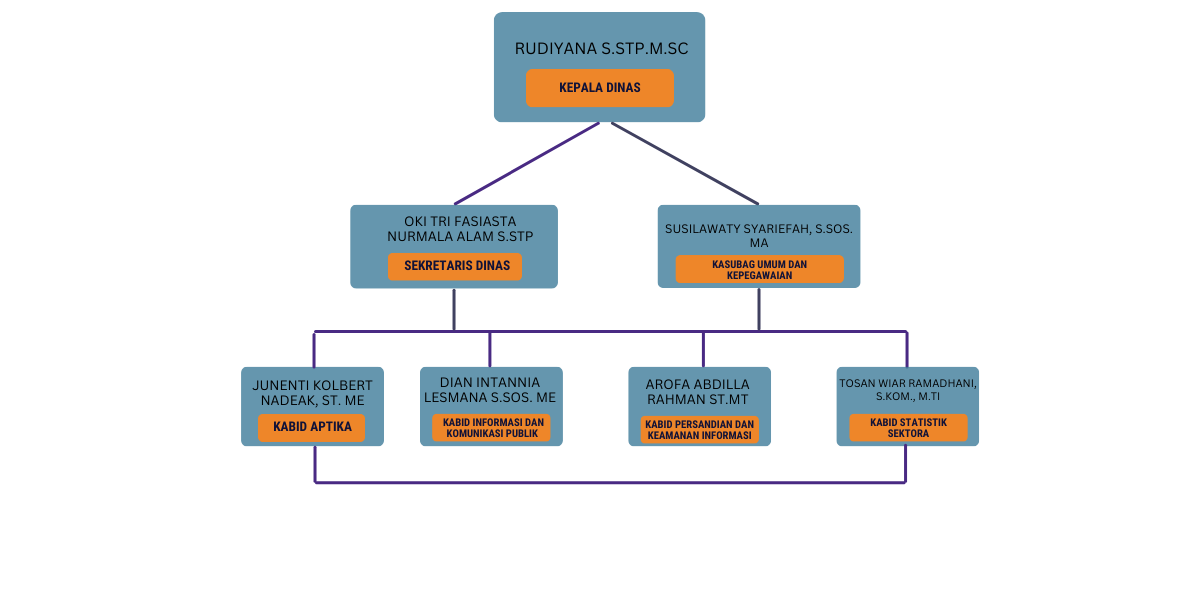 RUDIYANA S.STP.M.SC
KEPALA DINAS
OKI TRI FASIASTA
NURMALA ALAM S.STP
SEKRETARIS DINAS
SUSILAWATY SYARIEFAH, S.SOS.
MA
KASUBAG UMUM DAN
KEPEGAWAIAN
JUNENTI KOLBERT
NADEAK, ST. ME
KABID APTIKA
DIAN INTANNIA
LESMANA S.SOS. ME
KABID INFORMASI DAN
KOMUNIKASI PUBLIK
AROFA ABDILLA
RAHMAN ST.MT
KABID PERSANDIAN DAN
KEAMANAN INFORMASI
TOSAN WIAR RAMADHANI,
S.KOM., M.TI
KABID STATISTIK
SEKTORA